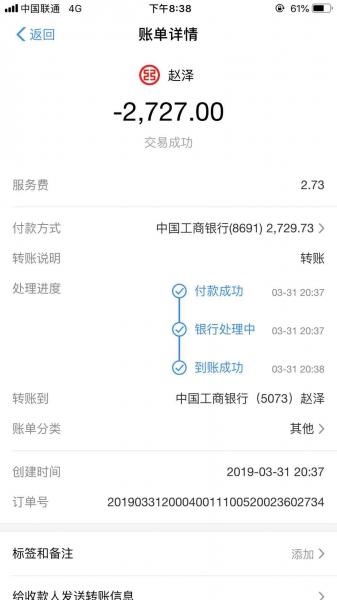 中国联通 4G 下午8:38 61%
返回 账单详情
赵泽
-2,727.00
交易成功
服务费 2.73
付款方式 中国工商银行(8691) 2,729.73
转账说明 转账
处理进度 付款成功 03-31 20:37
银行处理中 03-31 20:37
到账成功 03-31 20:38
转账到 中国工商银行（5073）赵泽
账单分类 其他
创建时间 2019-03-31 20:37
订单号 20190331200040011100520023602734
标签和备注 添加
给收款人发送转账信息